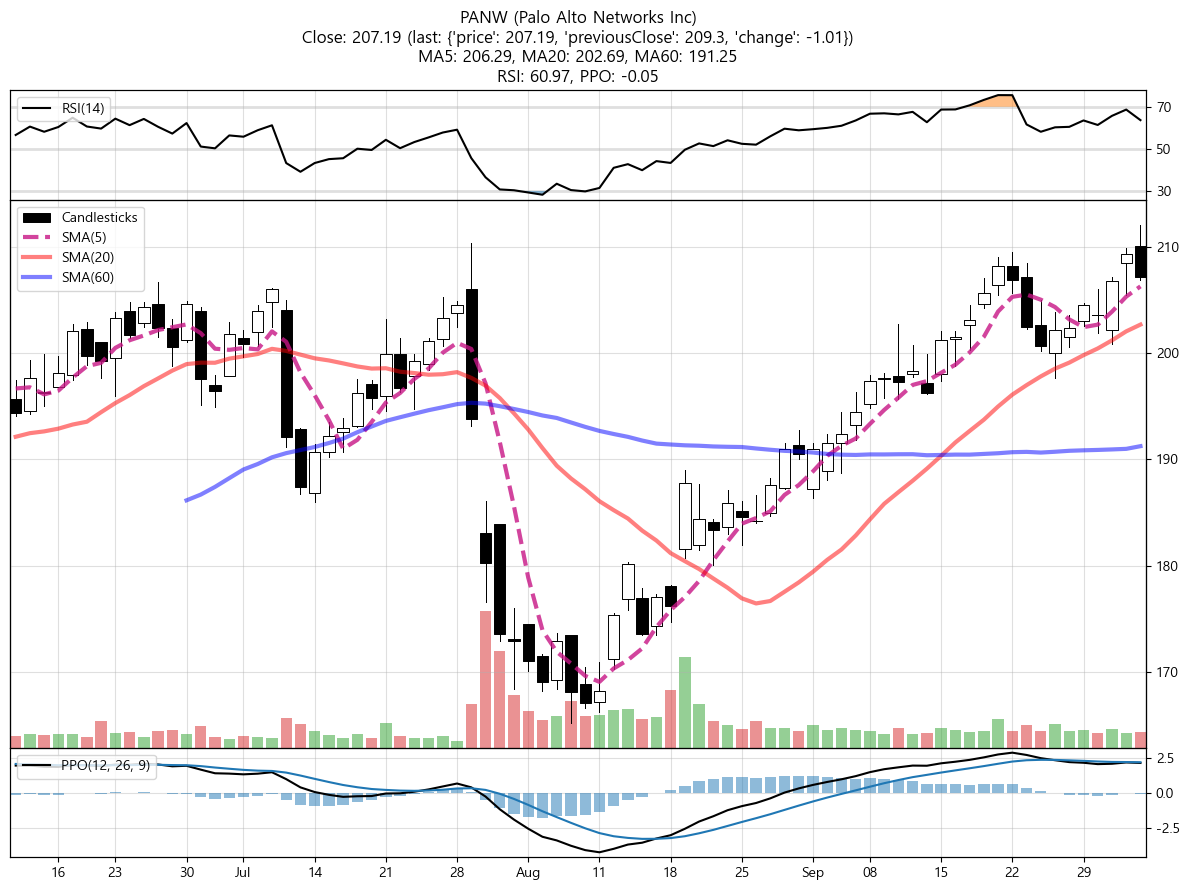 PANW (Palo Alto Networks Inc)
Close: 207.19 (last: {'price': 207.19, 'previousClose': 209.3, 'change': -1.01})
MA5: 206.29, MA20: 202.69, MA60: 191.25
RSI: 60.97, PPO: -0.05
RSI(14)
70
50
30
Candlesticks
SMA(5)
SMA(20)
SMA(60)
210
200
190
180
170
PPO(12, 26, 9)
2.5
0.0
-2.5
16 23 30 Jul 14 21 28 Aug 11 18 25 Sep 08 15 22 29